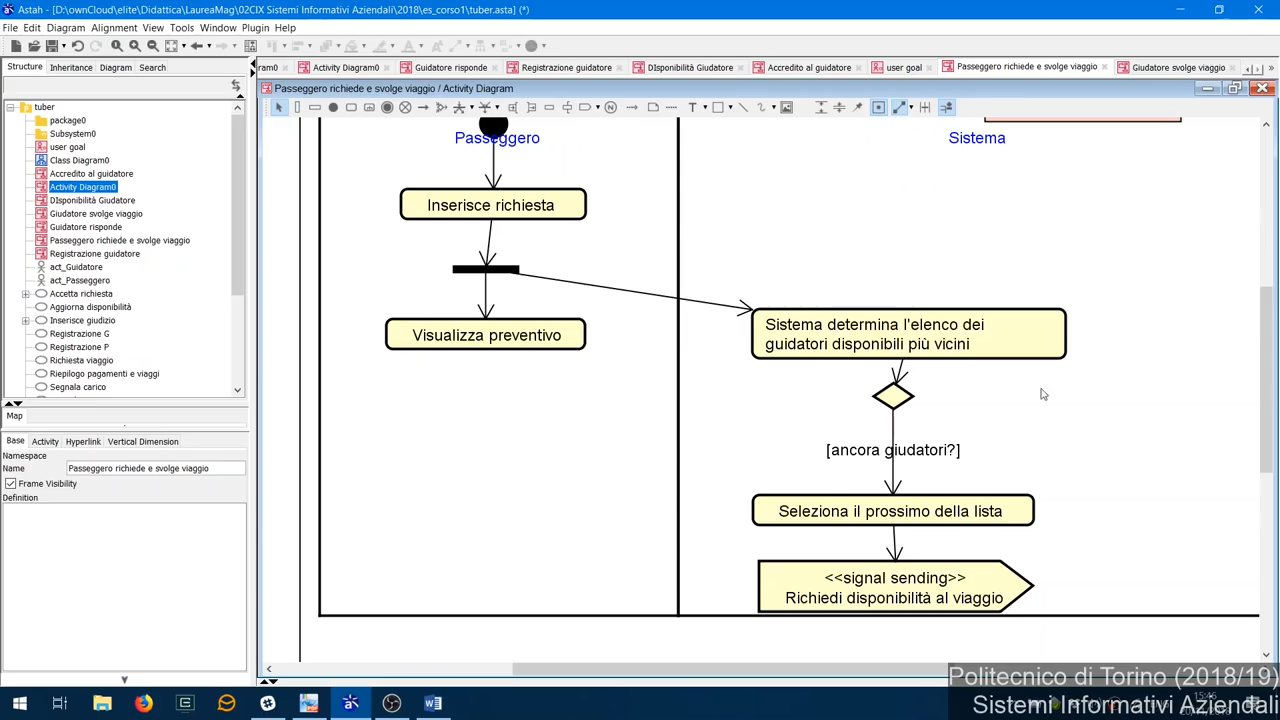 Astah - [D:\ownCloud\elite\Didattica\LaureaMag\02CIX Sistemi Informativi Aziendali\2018\es_corso1\tuber.asta] (*)
File Edit Diagram Alignment View Tools Window Plugin Help
Structure Inheritance Diagram Search
ram0 Activity Diagram0 Guidatore risponde Registrazione guidatore DIsponibilità Guidatore Accredito al guidatore user goal Passeggero richiede e svolge viaggio Giudatore svolge viaggio
Passeggero richiede e svolge viaggio / Activity Diagram
tuber
package0
Subsystem0
user goal
Class Diagram0
Accredito al guidatore
Activity Diagram0
DIsponibilità Guidatore
Giudatore svolge viaggio
Guidatore risponde
Passeggero richiede e svolge viaggio
Registrazione guidatore
act_Guidatore
act_Passeggero
Accetta richiesta
Aggiorna disponibilità
Inserisce giudizio
Registrazione G
Registrazione P
Richiesta viaggio
Riepilogo pagamenti e viaggi
Segnala carico
Map
Base Activity Hyperlink Vertical Dimension
Namespace
Name Passeggero richiede e svolge viaggio
Frame Visibility
Definition
Passeggero
Sistema
Inserisce richiesta
Visualizza preventivo
Sistema determina l'elenco dei
guidatori disponibili più vicini
[ancora giudatori?]
Seleziona il prossimo della lista
<<signal sending>>
Richiedi disponibilità al viaggio
Politecnico di Torino (2018/19)
Sistemi Informativi Aziendali